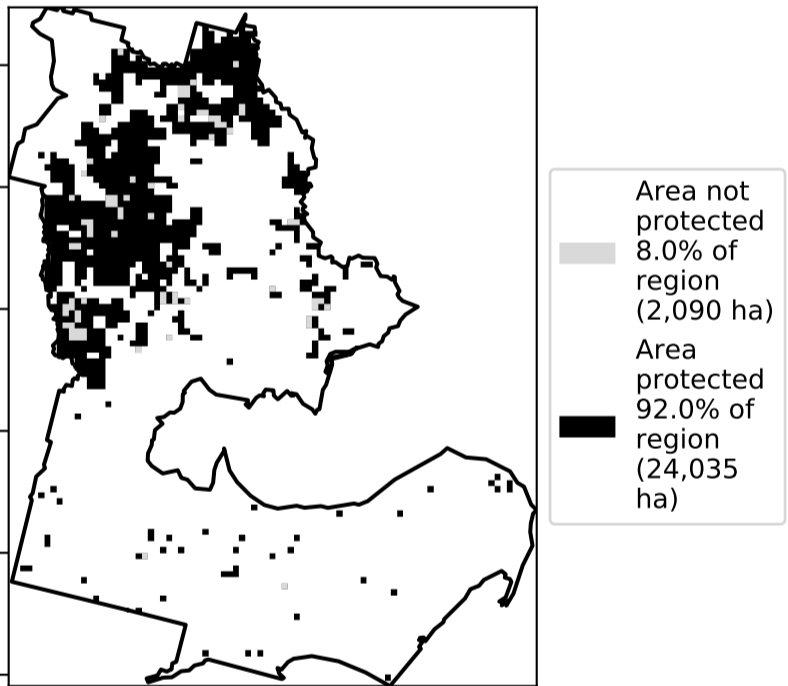 Area not
protected
8.0% of
region
(2,090 ha)
Area
protected
92.0% of
region
(24,035
ha)